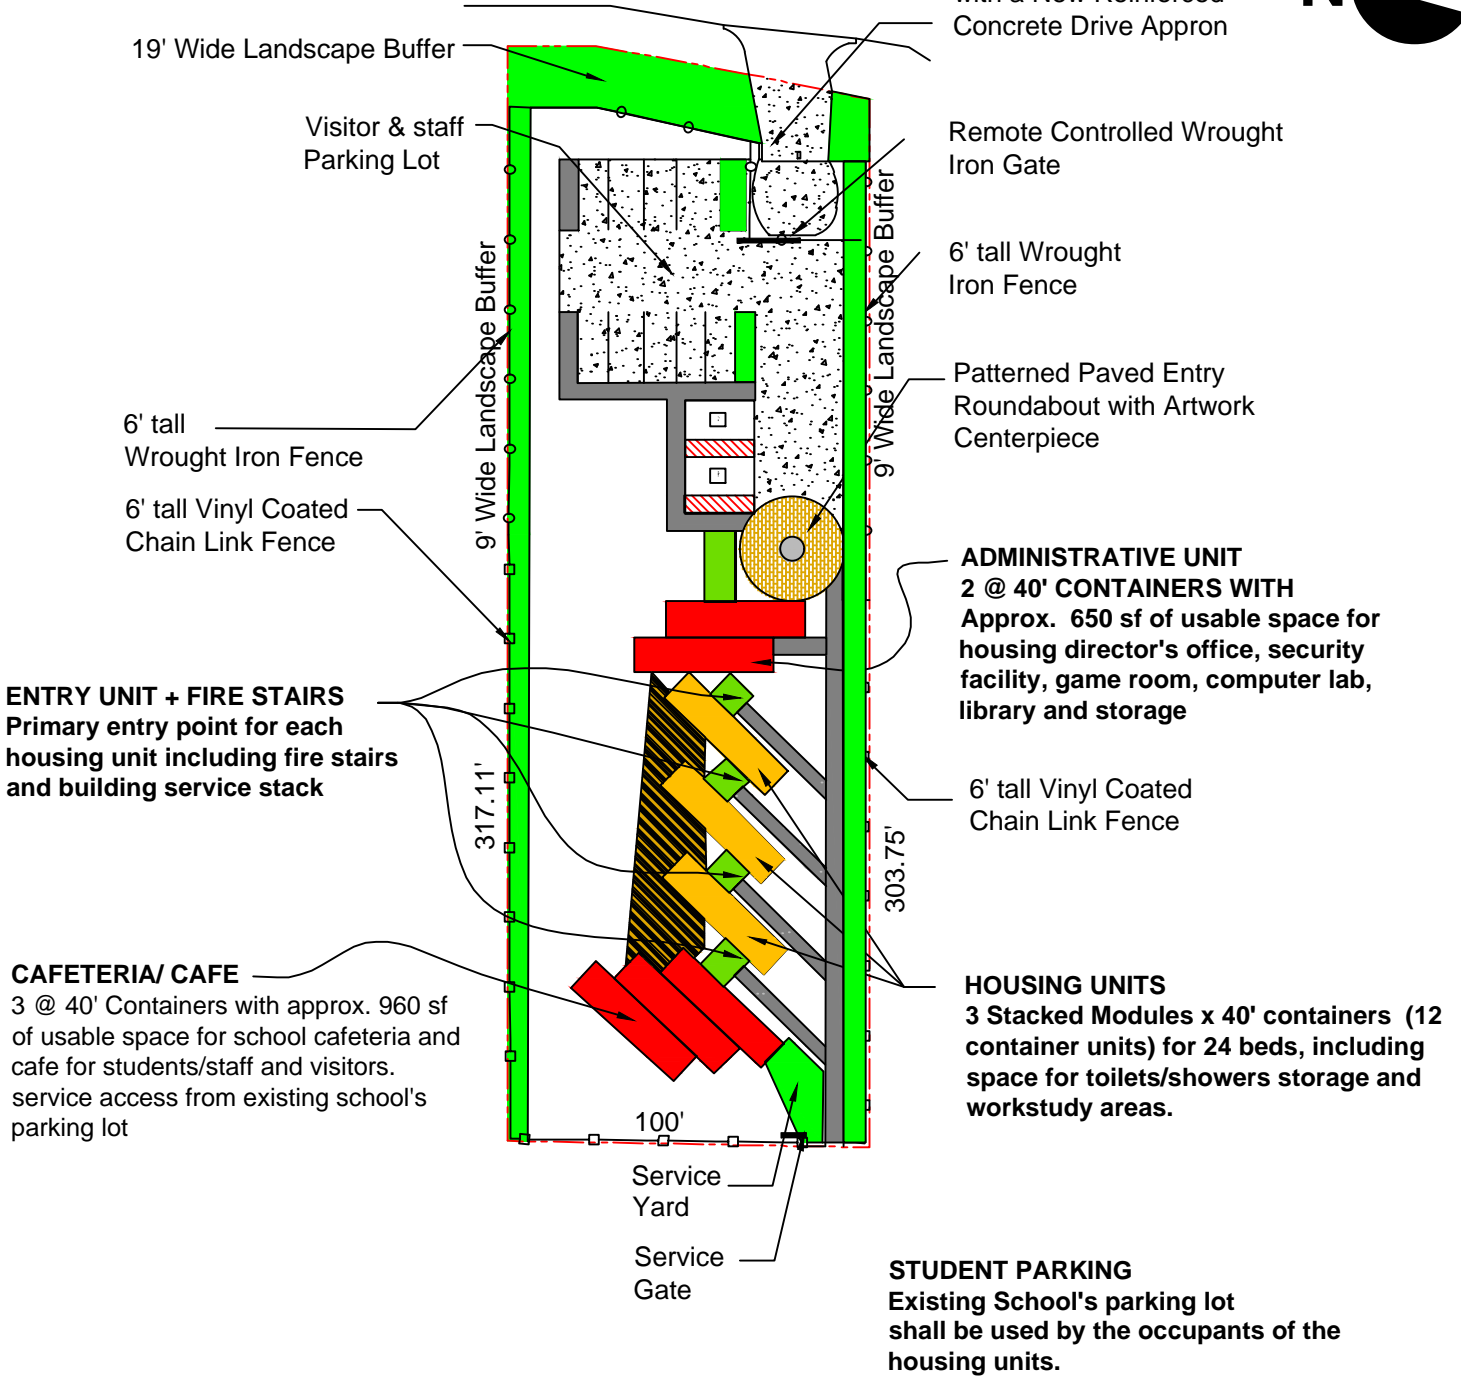 with a New Reinforced
Concrete Drive Appron
N
19' Wide Landscape Buffer
Visitor & staff
Parking Lot
Remote Controlled Wrought
Iron Gate
9' Wide Landscape Buffer
9' Wide Landscape Buffer
6' tall Wrought
Iron Fence
Patterned Paved Entry
Roundabout with Artwork
Centerpiece
6' tall
Wrought Iron Fence
6' tall Vinyl Coated
Chain Link Fence
ADMINISTRATIVE UNIT
2 @ 40' CONTAINERS WITH
Approx. 650 sf of usable space for
housing director's office, security
facility, game room, computer lab,
library and storage
ENTRY UNIT + FIRE STAIRS
Primary entry point for each
housing unit including fire stairs
and building service stack
317.11'
6' tall Vinyl Coated
Chain Link Fence
303.75'
CAFETERIA/ CAFE
3 @ 40' Containers with approx. 960 sf
of usable space for school cafeteria and
cafe for students/staff and visitors.
service access from existing school's
parking lot
HOUSING UNITS
3 Stacked Modules x 40' containers (12
container units) for 24 beds, including
space for toilets/showers storage and
workstudy areas.
100'
Service
Yard
Service
Gate
STUDENT PARKING
Existing School's parking lot
shall be used by the occupants of the
housing units.